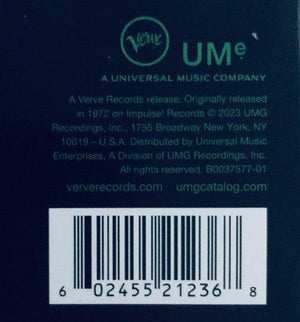 Verve
UMe
A UNIVERSAL MUSIC COMPANY
A Verve Records release; Originally released
in 1972 on Impulse! Records © 2023 UMG
Recordings, Inc., 1755 Broadway New York, NY
10019 – U.S.A. Distributed by Universal Music
Enterprises. A Division of UMG Recordings, Inc.
All rights reserved. B0037577-01
ververecords.com umgcatalog.com
6 02455 21236 8